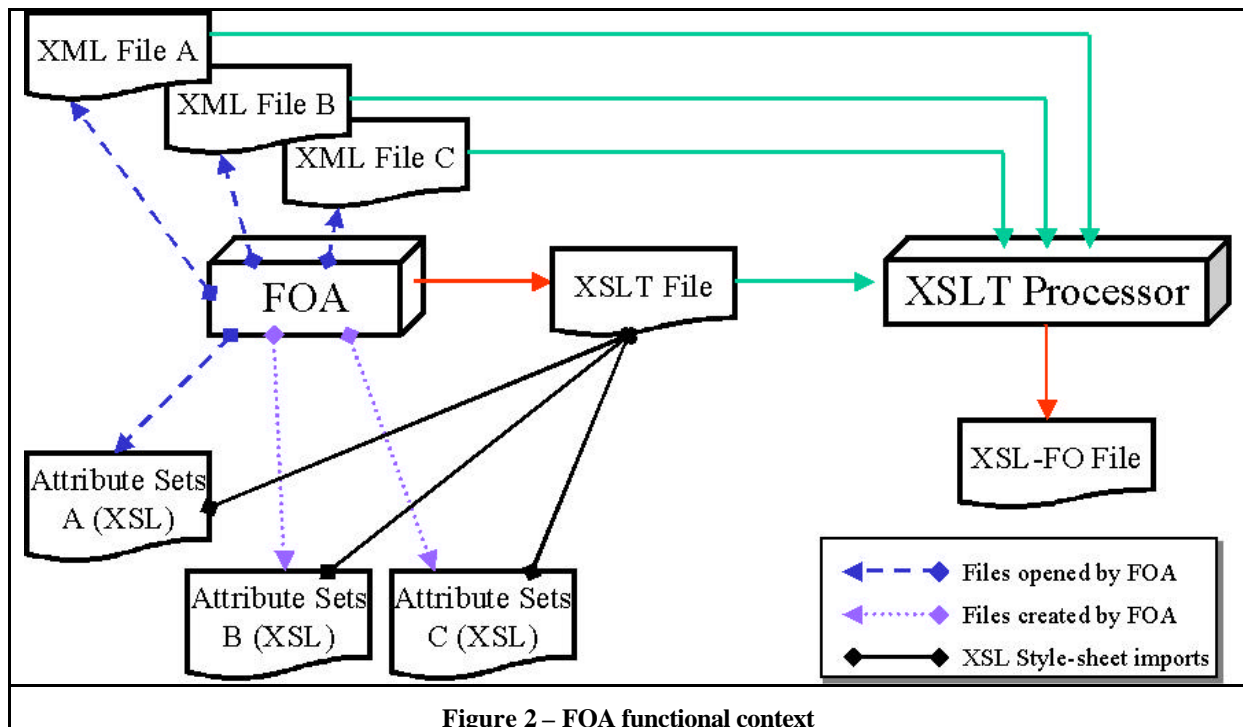 XML File A
XML File B
XML File C
FOA
XSLT File
XSLT Processor
Attribute Sets
A (XSL)
XSL-FO File
Attribute Sets
B (XSL)
Attribute Sets
C (XSL)
Files opened by FOA
Files created by FOA
XSL Style-sheet imports
Figure 2 – FOA functional context